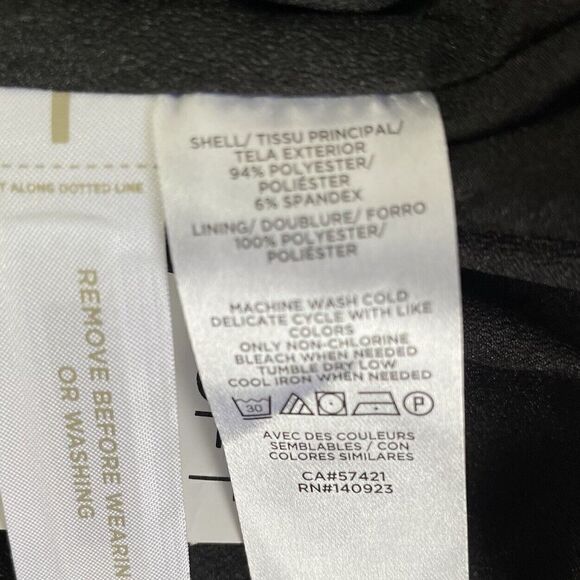 SHELL/ TISSU PRINCIPAL/
TELA EXTERIOR
94% POLYESTER/
POLIÉSTER
6% SPANDEX
LINING/ DOUBLURE/ FORRO
100% POLYESTER/
POLIÉSTER
MACHINE WASH COLD
DELICATE CYCLE WITH LIKE
COLORS
ONLY NON-CHLORINE
BLEACH WHEN NEEDED
TUMBLE DRY LOW
COOL IRON WHEN NEEDED
30 P
AVEC DES COULEURS
SEMBLABLES / CON
COLORES SIMILARES
CA#57421
RN#140923
ALONG DOTTED LINE
REMOVE BEFORE WEARIN
OR WASHING